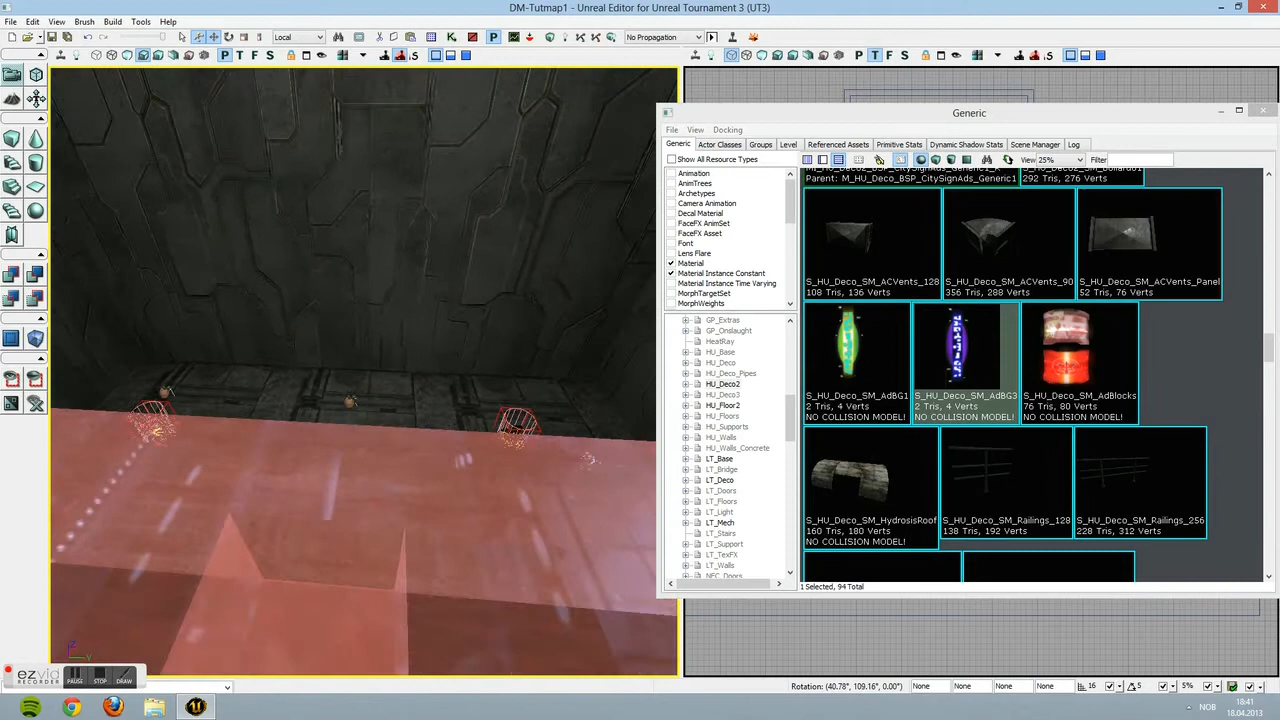 DM-Tutmap1 - Unreal Editor for Unreal Tournament 3 (UT3)
File Edit View Brush Build Tools Help
Local No Propagation
P T F S P T F S
Generic
File View Docking
Generic Actor Classes Groups Level Referenced Assets Primitive Stats Dynamic Shadow Stats Scene Manager Log
Show All Resource Types View 25% Filter
Animation
AnimTrees
Archetypes
Camera Animation
Decal Material
FaceFX AnimSet
FaceFX Asset
Font
Lens Flare
Material
Material Instance Constant
Material Instance Time Varying
MorphTargetSet
MorphWeights
GP_Extras
GP_Onslaught
HeatRay
HU_Base
HU_Deco
HU_Deco_Pipes
HU_Deco2
HU_Deco3
HU_Floor2
HU_Floors
HU_Supports
HU_Walls
HU_Walls_Concrete
LT_Base
LT_Bridge
LT_Deco
LT_Doors
LT_Floors
LT_Light
LT_Mech
LT_Stairs
LT_Support
LT_TexFX
LT_Walls
NEC_Doors
Parent: M_HU_Deco_BSP_CitySignAds_Generic1
292 Tris, 276 Verts
S_HU_Deco_SM_ACVents_128
108 Tris, 136 Verts
S_HU_Deco_SM_ACVents_90
356 Tris, 288 Verts
S_HU_Deco_SM_ACVents_Panel
52 Tris, 76 Verts
S_HU_Deco_SM_AdBG1
2 Tris, 4 Verts
NO COLLISION MODEL!
S_HU_Deco_SM_AdBG3
2 Tris, 4 Verts
NO COLLISION MODEL!
S_HU_Deco_SM_AdBlocks
76 Tris, 80 Verts
NO COLLISION MODEL!
S_HU_Deco_SM_HydrosisRoof
160 Tris, 180 Verts
NO COLLISION MODEL!
S_HU_Deco_SM_Railings_128
138 Tris, 192 Verts
S_HU_Deco_SM_Railings_256
228 Tris, 312 Verts
1 Selected, 94 Total
Z
Y
ezvid
RECORDER
PAUSE STOP DRAW
Rotation: (40.78°, 109.16°, 0.00°) None None None None 16 5 5%
NOB
18:41
18.04.2013